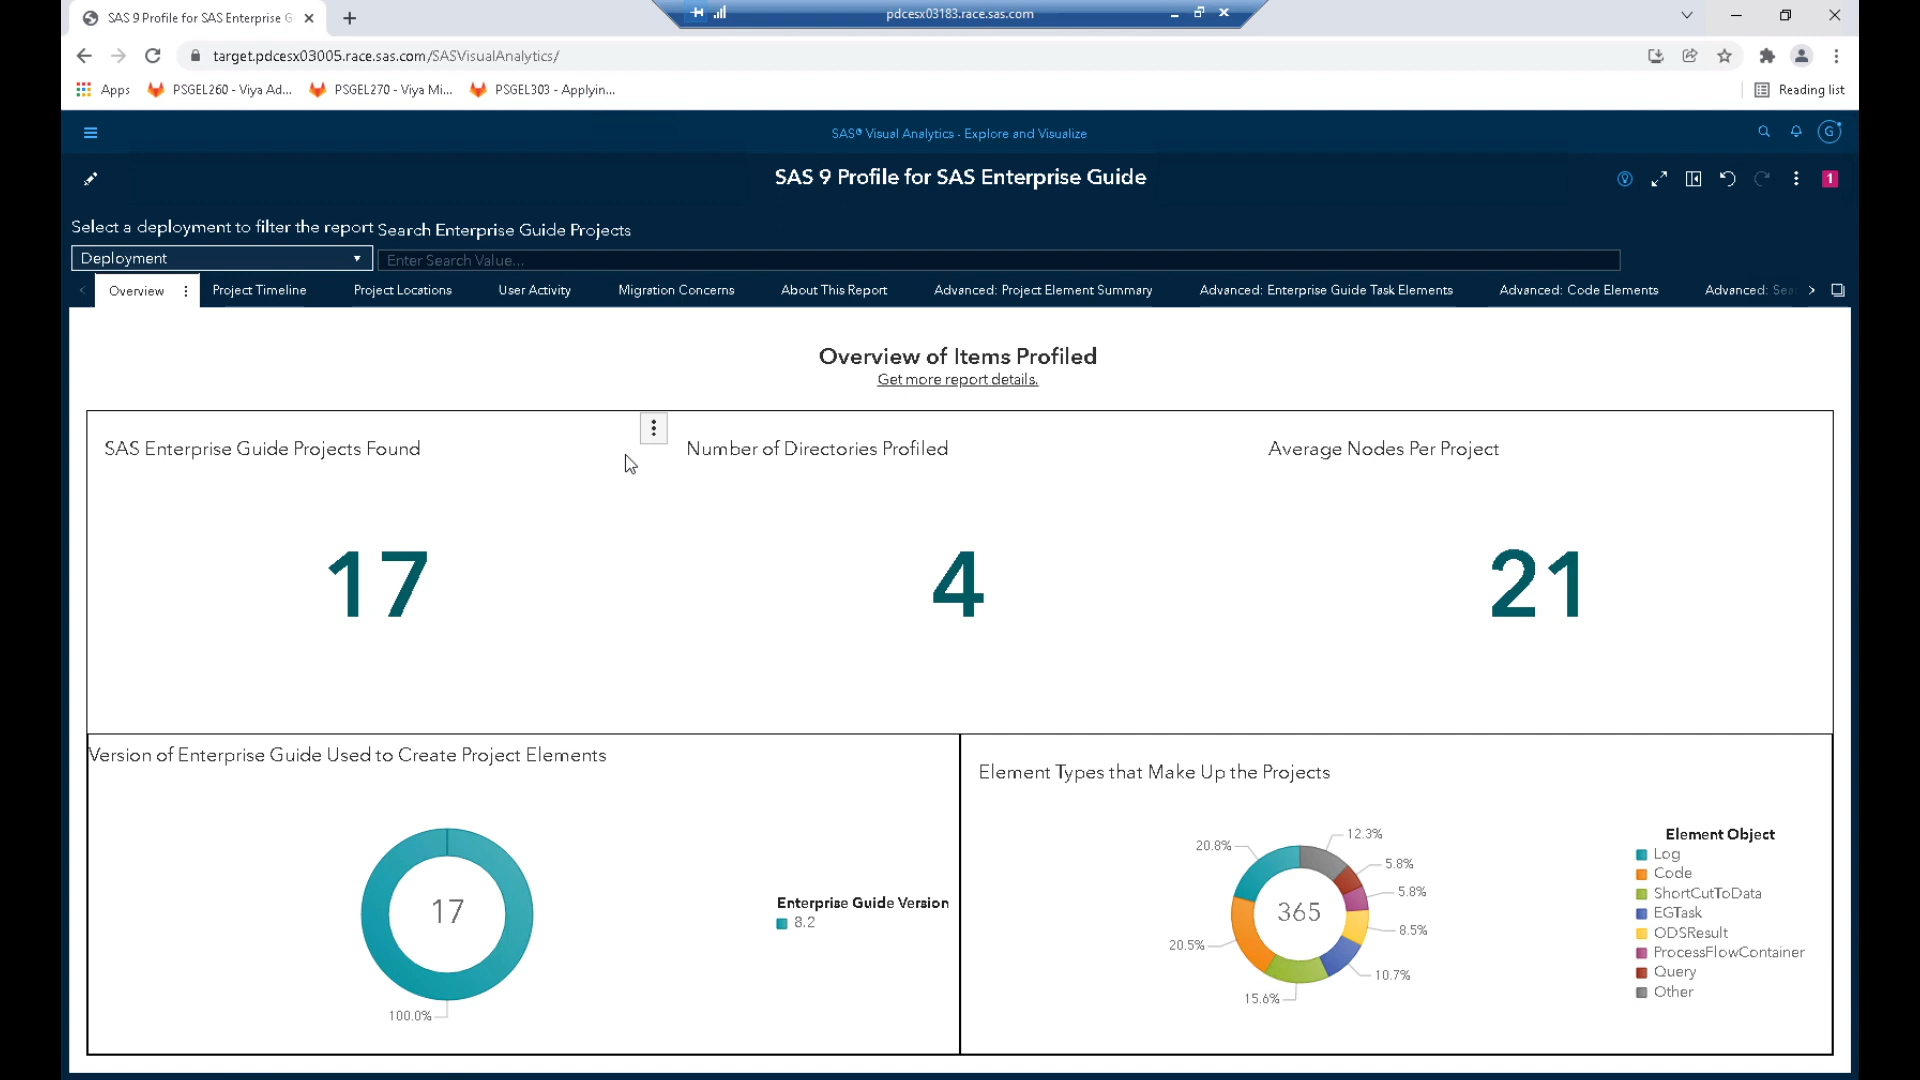 SAS 9 Profile for SAS Enterprise G
pdcesx03183.race.sas.com
target.pdcesx03005.race.sas.com/SASVisualAnalytics/
Apps
PSGEL260 - Viya Ad...
PSGEL270 - Viya Mi...
PSGEL303 - Applyin...
Reading list
SAS® Visual Analytics - Explore and Visualize
G
SAS 9 Profile for SAS Enterprise Guide
1
Select a deployment to filter the report
Search Enterprise Guide Projects
Deployment
Enter Search Value...
Overview
Project Timeline
Project Locations
User Activity
Migration Concerns
About This Report
Advanced: Project Element Summary
Advanced: Enterprise Guide Task Elements
Advanced: Code Elements
Advanced: Sea
Overview of Items Profiled
Get more report details.
SAS Enterprise Guide Projects Found
Number of Directories Profiled
Average Nodes Per Project
17
4
21
Version of Enterprise Guide Used to Create Project Elements
17
100.0%
Enterprise Guide Version
8.2
Element Types that Make Up the Projects
12.3%
20.8%
5.8%
5.8%
365
8.5%
20.5%
10.7%
15.6%
Element Object
Log
Code
ShortCutToData
EGTask
ODSResult
ProcessFlowContainer
Query
Other